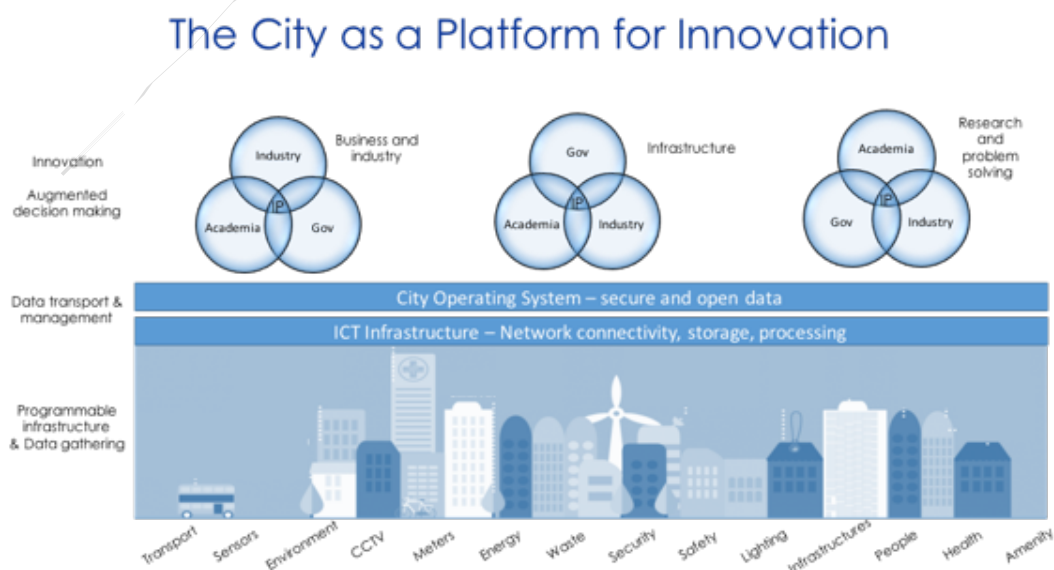 The City as a Platform for Innovation
Innovation
Augmented
decision making
Industry
Academia
IP
Gov
Business and
industry
Gov
Academia
IP
Industry
Infrastructure
Academia
Gov
IP
Industry
Research
and
problem
solving
Data transport &
management
City Operating System – secure and open data
ICT Infrastructure – Network connectivity, storage, processing
Programmable
infrastructure
& Data gathering
Transport
Sensors
Environment
CCTV
Meters
Energy
Waste
Security
Safety
Lighting
Infrastructures
People
Health
Amenity